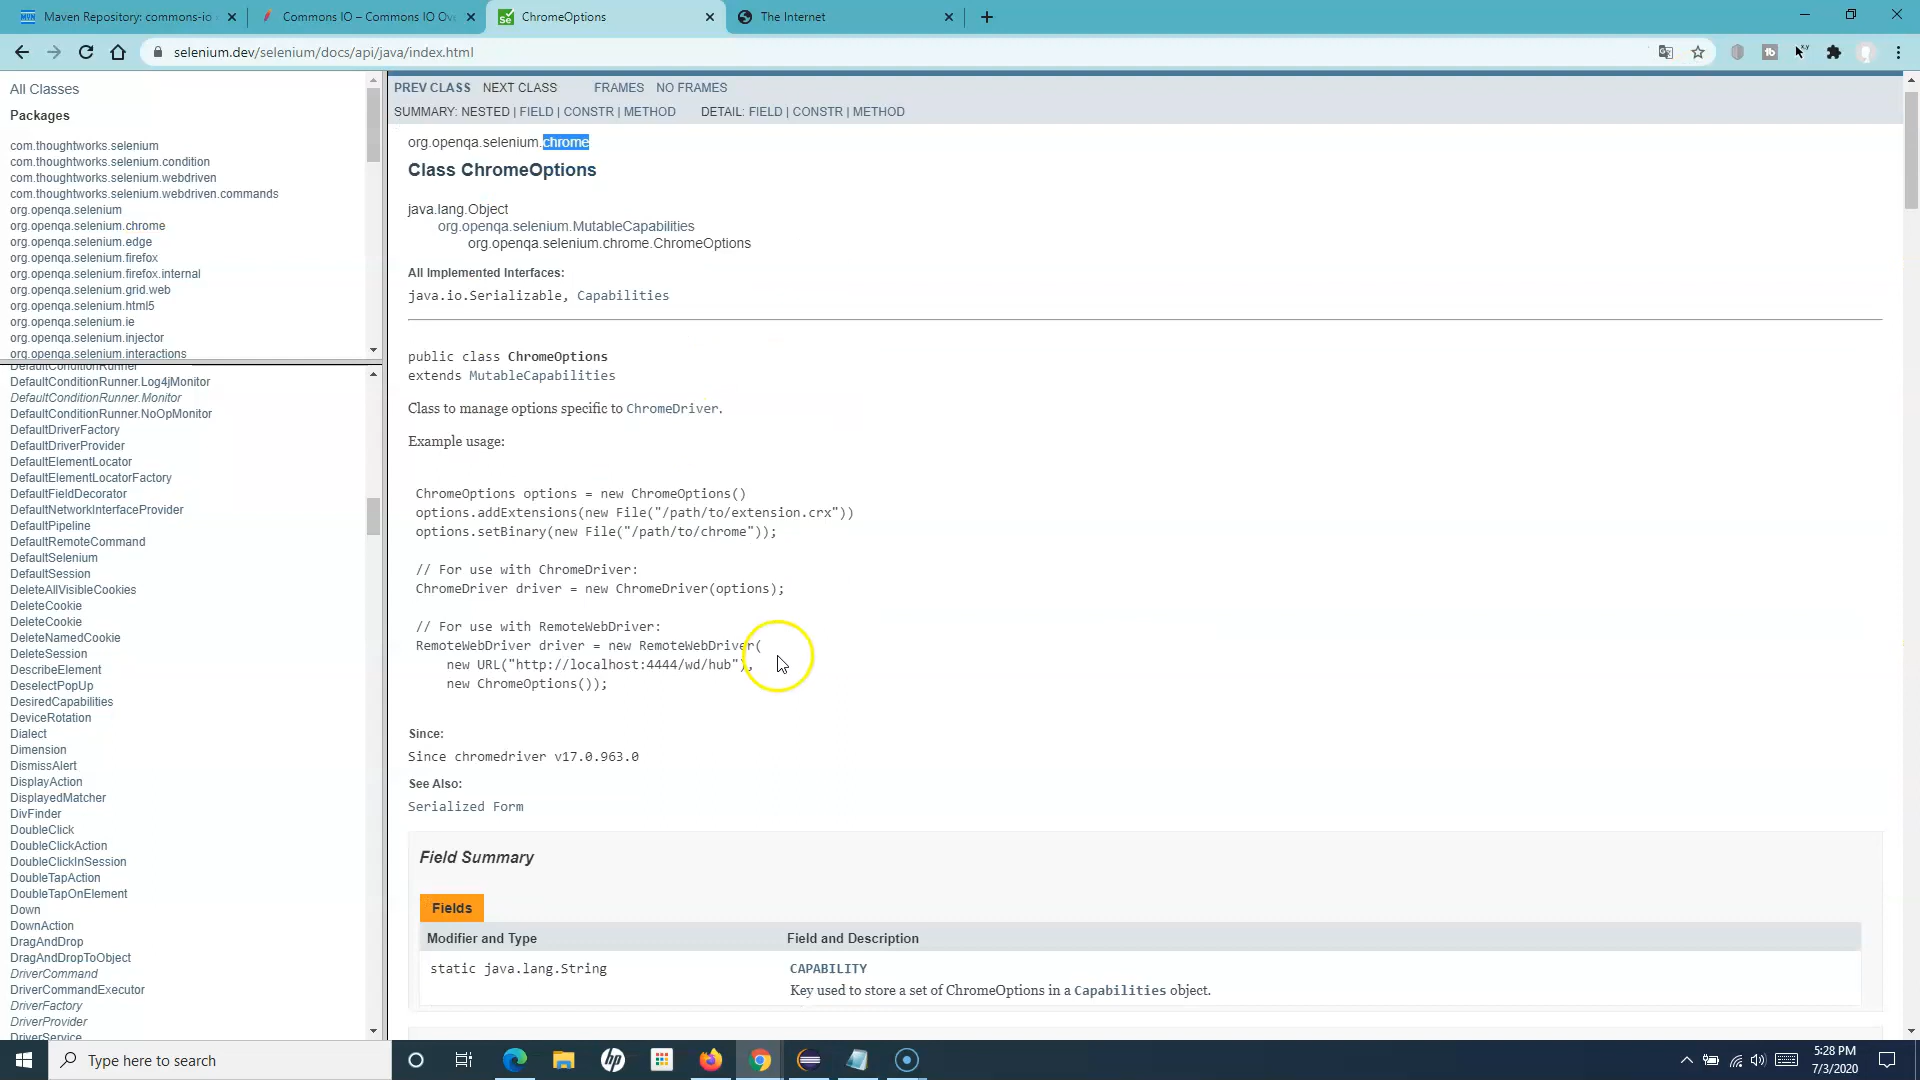 Maven Repository: commons-io
Commons IO – Commons IO Ov
ChromeOptions
The Internet
selenium.dev/selenium/docs/api/java/index.html
All Classes
Packages
com.thoughtworks.selenium
com.thoughtworks.selenium.condition
com.thoughtworks.selenium.webdriven
com.thoughtworks.selenium.webdriven.commands
org.openqa.selenium
org.openqa.selenium.chrome
org.openqa.selenium.edge
org.openqa.selenium.firefox
org.openqa.selenium.firefox.internal
org.openqa.selenium.grid.web
org.openqa.selenium.html5
org.openqa.selenium.ie
org.openqa.selenium.injector
org.openqa.selenium.interactions
DefaultConditionRunner
DefaultConditionRunner.Log4jMonitor
DefaultConditionRunner.Monitor
DefaultConditionRunner.NoOpMonitor
DefaultDriverFactory
DefaultDriverProvider
DefaultElementLocator
DefaultElementLocatorFactory
DefaultFieldDecorator
DefaultNetworkInterfaceProvider
DefaultPipeline
DefaultRemoteCommand
DefaultSelenium
DefaultSession
DeleteAllVisibleCookies
DeleteCookie
DeleteCookie
DeleteNamedCookie
DeleteSession
DescribeElement
DeselectPopUp
DesiredCapabilities
DeviceRotation
Dialect
Dimension
DismissAlert
DisplayAction
DisplayedMatcher
DivFinder
DoubleClick
DoubleClickAction
DoubleClickInSession
DoubleTapAction
DoubleTapOnElement
Down
DownAction
DragAndDrop
DragAndDropToObject
DriverCommand
DriverCommandExecutor
DriverFactory
DriverProvider
DriverService
PREV CLASS NEXT CLASS FRAMES NO FRAMES
SUMMARY: NESTED | FIELD | CONSTR | METHOD DETAIL: FIELD | CONSTR | METHOD
org.openqa.selenium.chrome
Class ChromeOptions
java.lang.Object
org.openqa.selenium.MutableCapabilities
org.openqa.selenium.chrome.ChromeOptions
All Implemented Interfaces:
java.io.Serializable, Capabilities
public class ChromeOptions
extends MutableCapabilities
Class to manage options specific to ChromeDriver.
Example usage:
ChromeOptions options = new ChromeOptions()
options.addExtensions(new File("/path/to/extension.crx"))
options.setBinary(new File("/path/to/chrome"));
// For use with ChromeDriver:
ChromeDriver driver = new ChromeDriver(options);
// For use with RemoteWebDriver:
RemoteWebDriver driver = new RemoteWebDriver(
new URL("http://localhost:4444/wd/hub"),
new ChromeOptions());
Since:
Since chromedriver v17.0.963.0
See Also:
Serialized Form
Field Summary
Fields
Modifier and Type Field and Description
static java.lang.String CAPABILITY
Key used to store a set of ChromeOptions in a Capabilities object.
Type here to search
5:28 PM
7/3/2020